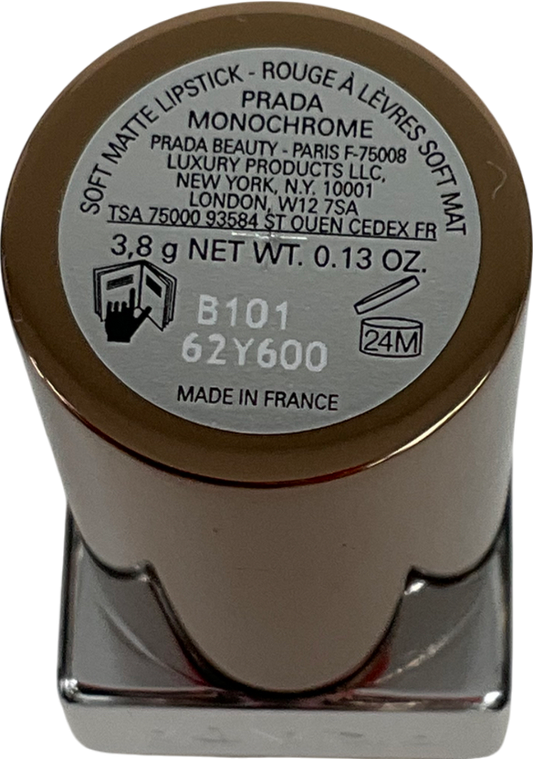 SOFT MATTE LIPSTICK - ROUGE À LÈVRES SOFT MAT
PRADA
MONOCHROME
PRADA BEAUTY - PARIS F-75008
LUXURY PRODUCTS LLC,
NEW YORK, N.Y. 10001
LONDON, W12 7SA
TSA 75000 93584 ST OUEN CEDEX FR
3,8 g NET WT. 0.13 OZ.
B101
62Y600
24M
MADE IN FRANCE